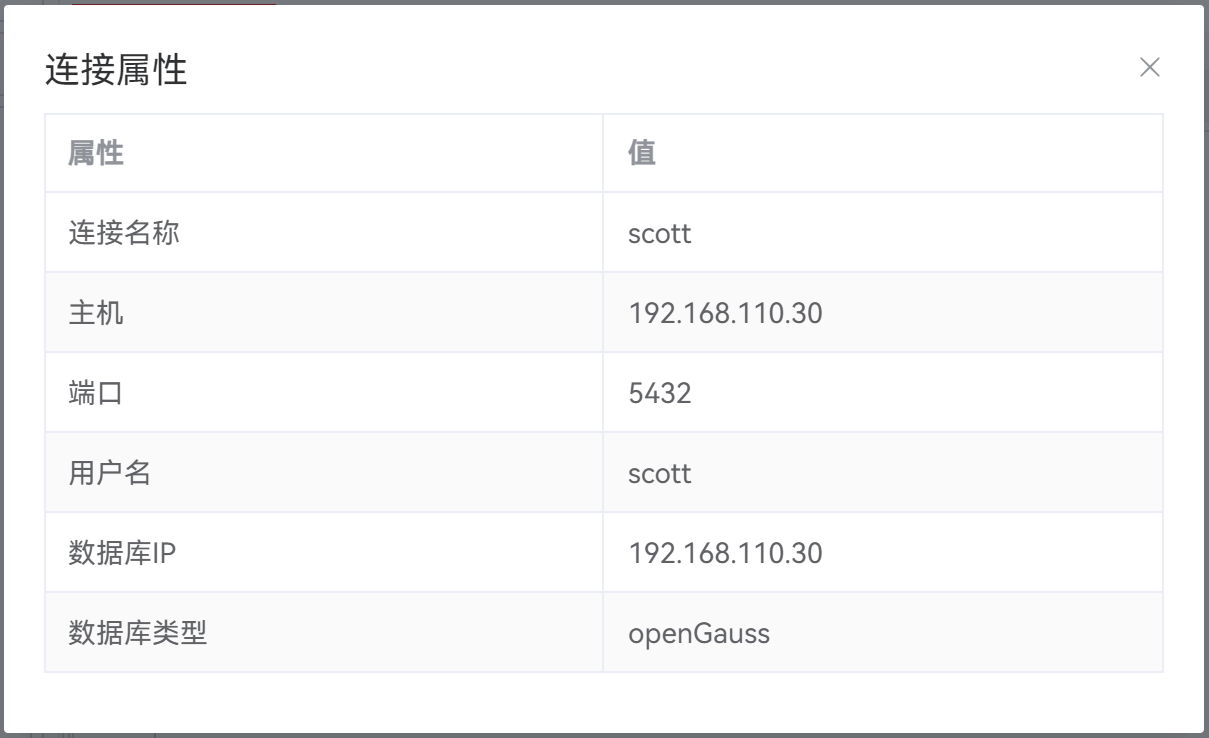 连接属性
属性 值
连接名称 scott
主机 192.168.110.30
端口 5432
用户名 scott
数据库IP 192.168.110.30
数据库类型 openGauss